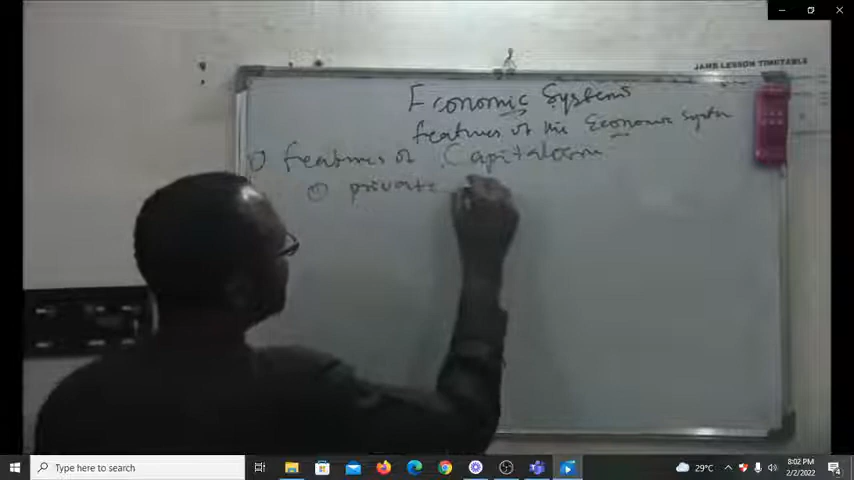 JAMB LESSON TIMETABLE
Economic Systems
features of the Economic system
① features of Capitalism
① private
Type here to search
29°C
8:02 PM
2/2/2022